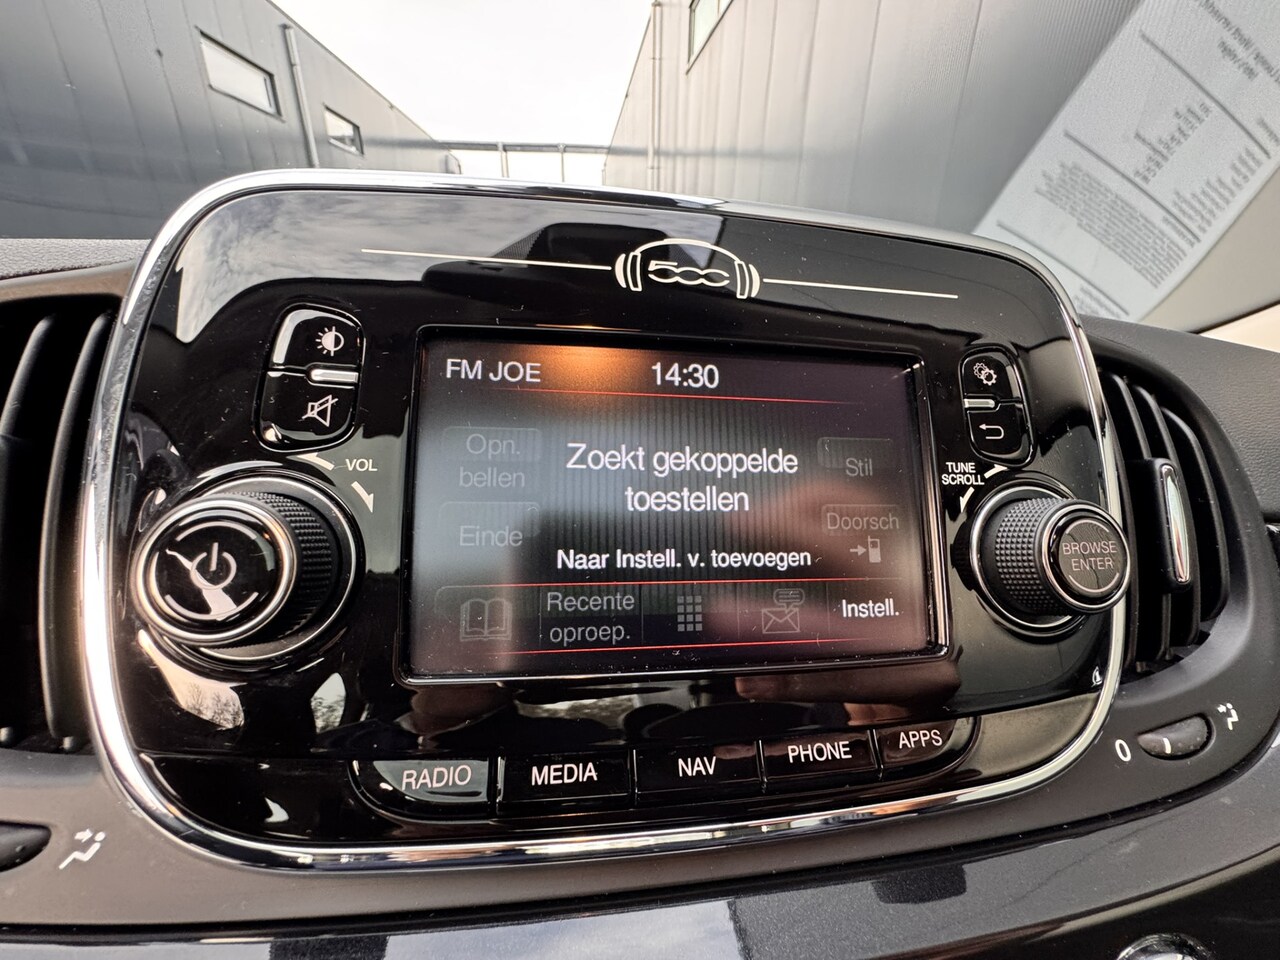 500
FM JOE 14:30
Opn. bellen
Zoekt gekoppelde
toestellen
Stil
Einde
Doorsch
Naar Instell. v. toevoegen
Recente
oproep.
Instell.
VOL
TUNE
SCROLL
BROWSE
ENTER
RADIO MEDIA NAV PHONE APPS
0